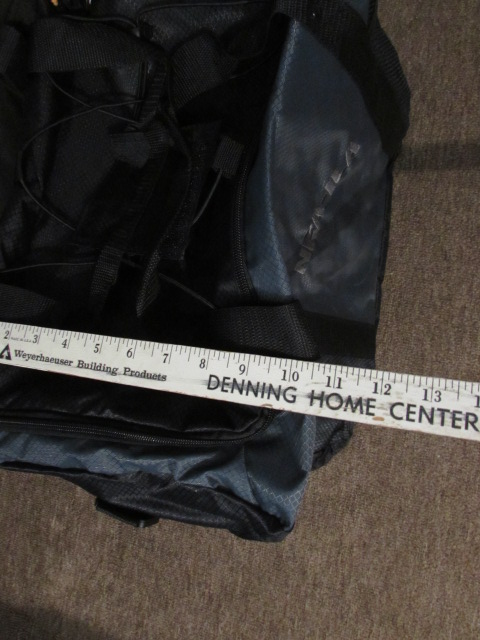 2 3 4 5 6 7 8 9 10 11 12 13
Weyerhaeuser Building Products
DENNING HOME CENTER